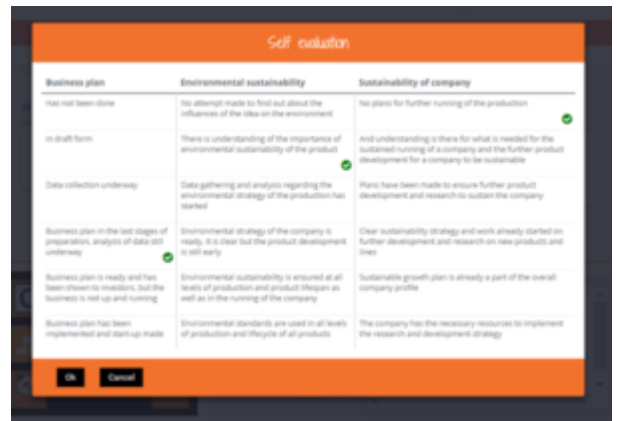 Self evaluation
Business plan
Environmental sustainability
Sustainability of company
Has not been done
No attempt made to find out about the
influences of the idea on the environment
No plans for further running of the production
In draft form
There is understanding of the importance of
environmental sustainability of the product
And understanding is there for what is needed for the
sustained running of a company and the further product
development for a company to be sustainable
Data collection underway
Data gathering and analysis regarding the
environmental strategy of the production has
started
Plans have been made to ensure further product
development and research to sustain the company
Business plan in the last stages of
preparation, analysis of data still
underway
Environmental strategy of the company is
ready. It is clear but the product development
is still early
Clear sustainability strategy and work already started on
further development and research on new products and
lines
Business plan is ready and has
been shown to investors, but the
business is not up and running
Environmental sustainability is ensured at all
levels of production and product lifespan as
well as in the running of the company
Sustainable growth plan is already a part of the overall
company profile
Business plan has been
implemented and start-up made
Environmental standards are used in all levels
of production and lifecycle of all products
The company has the necessary resources to implement
the research and development strategy
Ok
Cancel